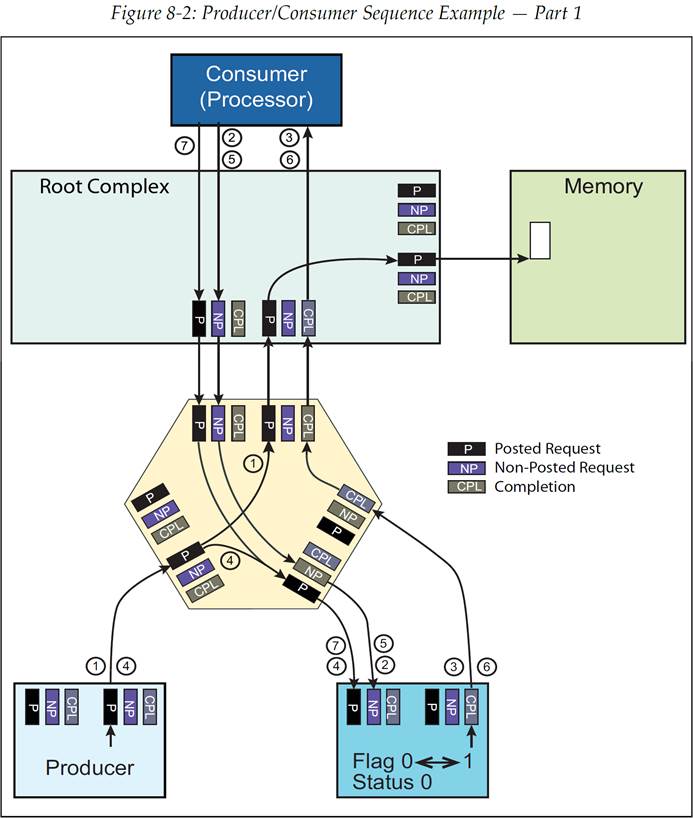 Figure 8-2: Producer/Consumer Sequence Example — Part 1
Consumer
(Processor)
7
2
5
3
6
Root Complex
P
NP
CPL
P
NP
CPL
Memory
P
NP
CPL
P
NP
CPL
P
NP
CPL
P
NP
CPL
1
P
NP
CPL
P
NP
CPL
4
CPL
NP
P
CPL
NP
P
P Posted Request
NP Non-Posted Request
CPL Completion
1
4
7
4
5
2
3
6
P
NP
CPL
P
NP
CPL
Producer
P
NP
CPL
P
NP
CPL
Flag 0 1
Status 0